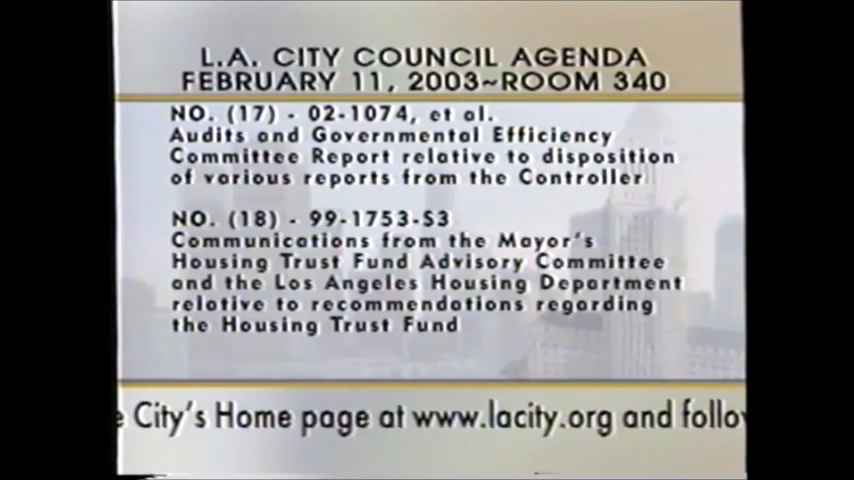 L.A. CITY COUNCIL AGENDA
FEBRUARY 11, 2003~ROOM 340
NO. (17) - 02-1074, et al.
Audits and Governmental Efficiency
Committee Report relative to disposition
of various reports from the Controller
NO. (18) - 99-1753-S3
Communications from the Mayor's
Housing Trust Fund Advisory Committee
and the Los Angeles Housing Department
relative to recommendations regarding
the Housing Trust Fund
City's Home page at www.lacity.org and